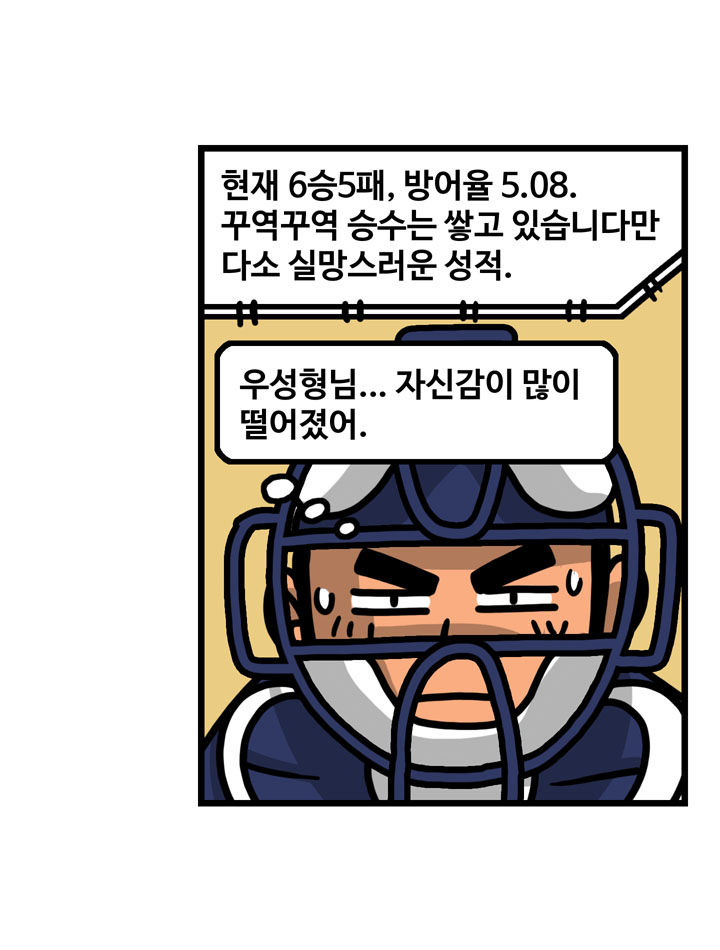 현재 6승5패, 방어율 5.08.
꾸역꾸역 승수는 쌓고 있습니다만
다소 실망스러운 성적.
우성형님... 자신감이 많이
떨어졌어.